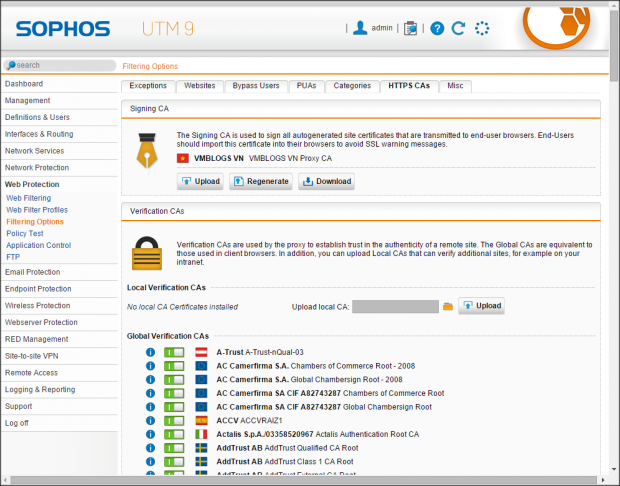 SOPHOS UTM 9 | admin | | ?
search
Filtering Options
Dashboard
Management
Definitions & Users
Interfaces & Routing
Network Services
Network Protection
Web Protection
Web Filtering
Web Filter Profiles
Filtering Options
Policy Test
Application Control
FTP
Email Protection
Endpoint Protection
Wireless Protection
Webserver Protection
RED Management
Site-to-site VPN
Remote Access
Logging & Reporting
Support
Log off
Exceptions Websites Bypass Users PUAs Categories HTTPS CAs Misc
Signing CA
The Signing CA is used to sign all autogenerated site certificates that are transmitted to end-user browsers. End-Users
should import this certificate into their browsers to avoid SSL warning messages.
VMBLOGS VN VMBLOGS VN Proxy CA
Upload Regenerate Download
Verification CAs
Verification CAs are used by the proxy to establish trust in the authenticity of a remote site. The Global CAs are equivalent to
those used in client browsers. In addition, you can upload Local CAs that can verify additional sites, for example on your
intranet.
Local Verification CAs
No local CA Certificates installed Upload local CA: Upload
Global Verification CAs
A-Trust A-Trust-nQual-03
AC Camerfirma S.A. Chambers of Commerce Root - 2008
AC Camerfirma S.A. Global Chambersign Root - 2008
AC Camerfirma SA CIF A82743287 Chambers of Commerce Root
AC Camerfirma SA CIF A82743287 Global Chambersign Root
ACCV ACCVRAIZ1
Actalis S.p.A./03358520967 Actalis Authentication Root CA
AddTrust AB AddTrust Qualified CA Root
AddTrust AB AddTrust Class 1 CA Root
AddTrust AB AddTrust External CA Root